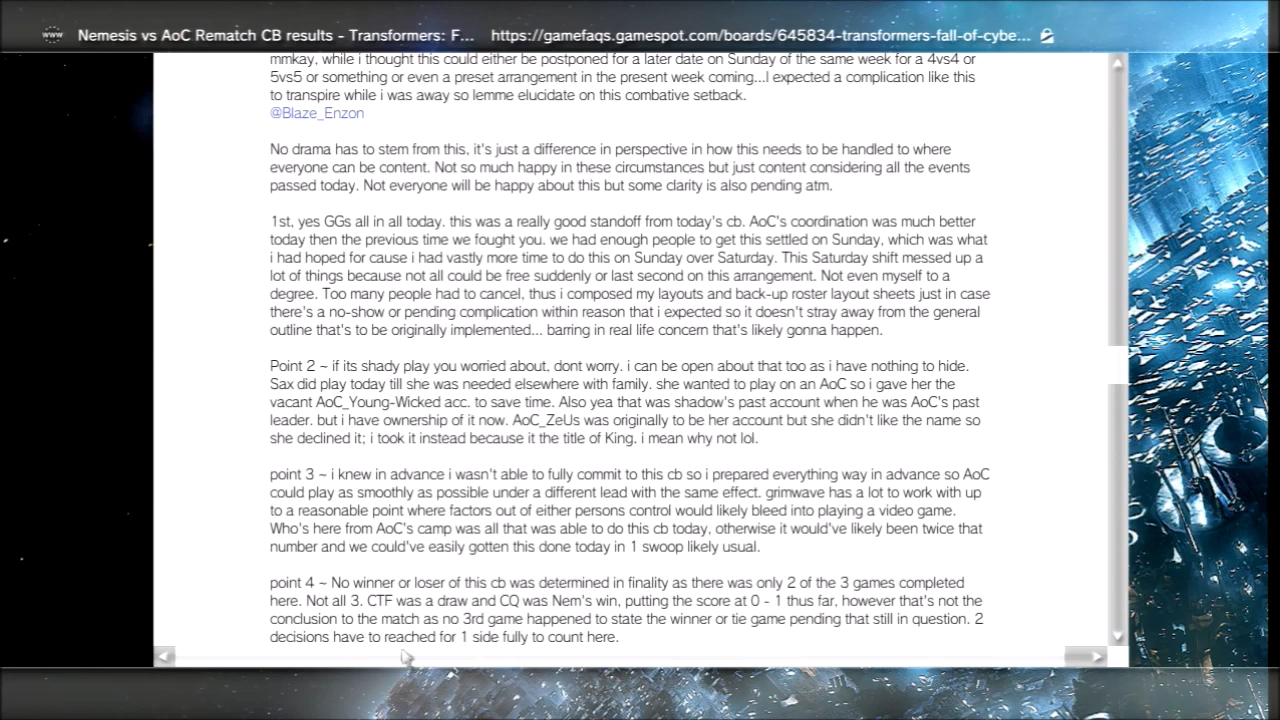 www Nemesis vs AoC Rematch CB results - Transformers: F... https://gamefaqs.gamespot.com/boards/645834-transformers-fall-of-cybe...
mmkay, while i thought this could either be postponed for a later date on Sunday of the same week for a 4vs4 or
5vs5 or something or even a preset arrangement in the present week coming...I expected a complication like this
to transpire while i was away so lemme elucidate on this combative setback.
@Blaze_Enzon
No drama has to stem from this, it's just a difference in perspective in how this needs to be handled to where
everyone can be content. Not so much happy in these circumstances but just content considering all the events
passed today. Not everyone will be happy about this but some clarity is also pending atm.
1st, yes GGs all in all today. this was a really good standoff from today's cb. AoC's coordination was much better
today then the previous time we fought you. we had enough people to get this settled on Sunday, which was what
i had hoped for cause i had vastly more time to do this on Sunday over Saturday. This Saturday shift messed up a
lot of things because not all could be free suddenly or last second on this arrangement. Not even myself to a
degree. Too many people had to cancel, thus i composed my layouts and back-up roster layout sheets just in case
there's a no-show or pending complication within reason that i expected so it doesn't stray away from the general
outline that's to be originally implemented... barring in real life concern that's likely gonna happen.
Point 2 ~ if its shady play you worried about, dont worry. i can be open about that too as i have nothing to hide.
Sax did play today till she was needed elsewhere with family. she wanted to play on an AoC so i gave her the
vacant AoC_Young-Wicked acc. to save time. Also yea that was shadow's past account when he was AoC's past
leader. but i have ownership of it now. AoC_ZeUs was originally to be her account but she didn't like the name so
she declined it; i took it instead because it the title of King. i mean why not lol.
point 3 ~ i knew in advance i wasn't able to fully commit to this cb so i prepared everything way in advance so AoC
could play as smoothly as possible under a different lead with the same effect. grimwave has a lot to work with up
to a reasonable point where factors out of either persons control would likely bleed into playing a video game.
Who's here from AoC's camp was all that was able to do this cb today, otherwise it would've likely been twice that
number and we could've easily gotten this done today in 1 swoop likely usual.
point 4 ~ No winner or loser of this cb was determined in finality as there was only 2 of the 3 games completed
here. Not all 3. CTF was a draw and CQ was Nem's win, putting the score at 0 - 1 thus far, however that's not the
conclusion to the match as no 3rd game happened to state the winner or tie game pending that still in question. 2
decisions have to reached for 1 side fully to count here.